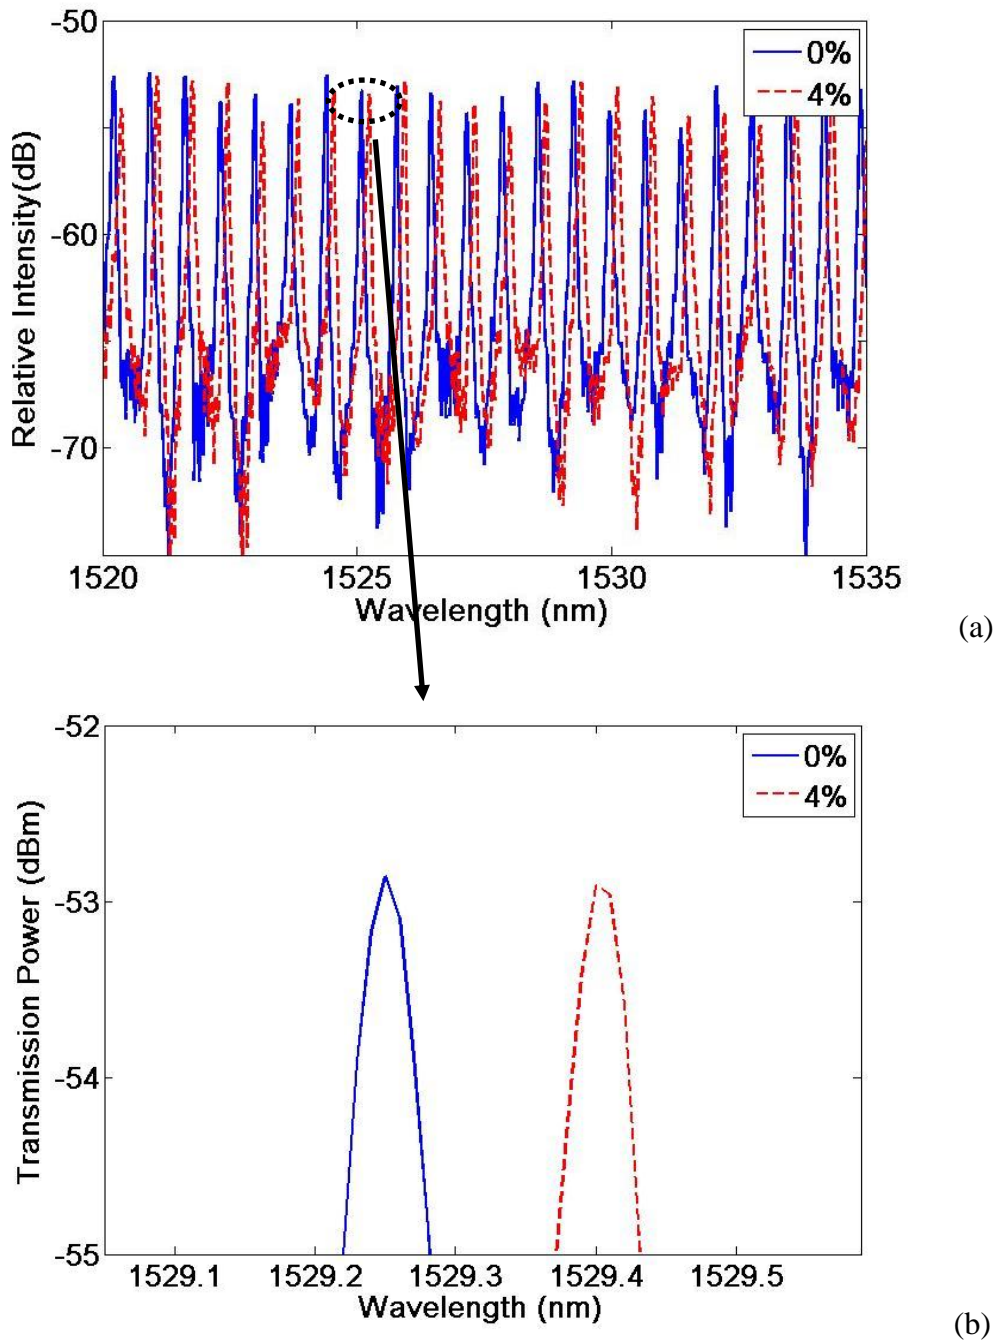 -50
0%
4%
-60
-70
Relative Intensity(dB)
1520 1525 1530 1535
Wavelength (nm)
(a)
-52
0%
4%
-53
-54
-55
Transmission Power (dBm)
1529.1 1529.2 1529.3 1529.4 1529.5
Wavelength (nm)
(b)